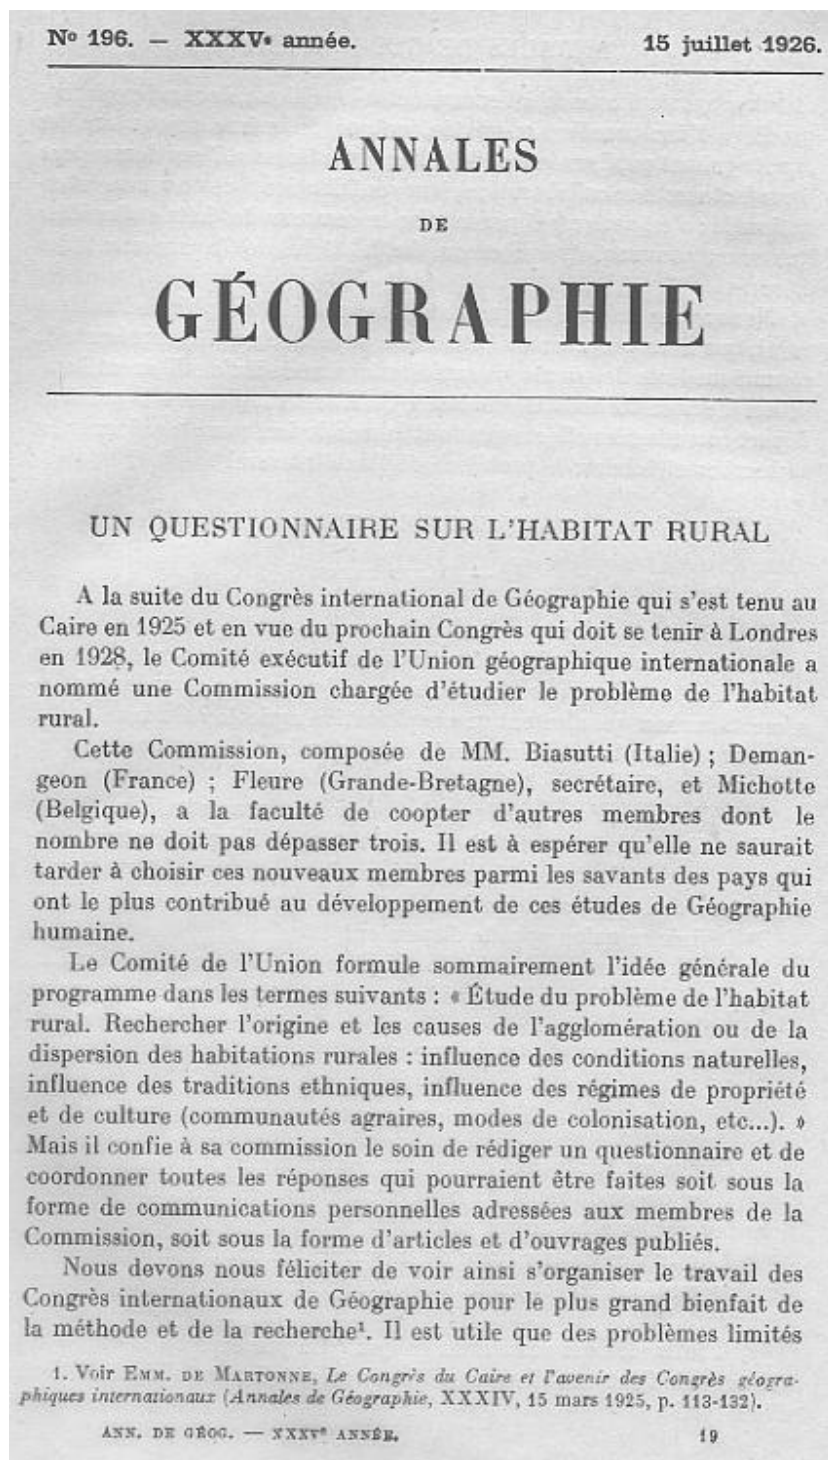 Nº 196. — XXXVᵉ année. 15 juillet 1926.
ANNALES
DE
GÉOGRAPHIE
UN QUESTIONNAIRE SUR L'HABITAT RURAL
A la suite du Congrès international de Géographie qui s'est tenu au
Caire en 1925 et en vue du prochain Congrès qui doit se tenir à Londres
en 1928, le Comité exécutif de l'Union géographique internationale a
nommé une Commission chargée d'étudier le problème de l'habitat
rural.
Cette Commission, composée de MM. Biasutti (Italie) ; Deman-
geon (France) ; Fleure (Grande-Bretagne), secrétaire, et Michotte
(Belgique), a la faculté de coopter d'autres membres dont le
nombre ne doit pas dépasser trois. Il est à espérer qu'elle ne saurait
tarder à choisir ces nouveaux membres parmi les savants des pays qui
ont le plus contribué au développement de ces études de Géographie
humaine.
Le Comité de l'Union formule sommairement l'idée générale du
programme dans les termes suivants : « Étude du problème de l'habitat
rural. Rechercher l'origine et les causes de l'agglomération ou de la
dispersion des habitations rurales : influence des conditions naturelles,
influence des traditions ethniques, influence des régimes de propriété
et de culture (communautés agraires, modes de colonisation, etc...). »
Mais il confie à sa commission le soin de rédiger un questionnaire et de
coordonner toutes les réponses qui pourraient être faites soit sous la
forme de communications personnelles adressées aux membres de la
Commission, soit sous la forme d'articles et d'ouvrages publiés.
Nous devons nous féliciter de voir ainsi s'organiser le travail des
Congrès internationaux de Géographie pour le plus grand bienfait de
la méthode et de la recherche¹. Il est utile que des problèmes limités
1. Voir EMM. DE MARTONNE, Le Congrès du Caire et l'avenir des Congrès géogra-
phiques internationaux (Annales de Géographie, XXXIV, 15 mars 1925, p. 113-132).
ANN. DE GÉOG. — XXXVᵉ ANNÉE. 19